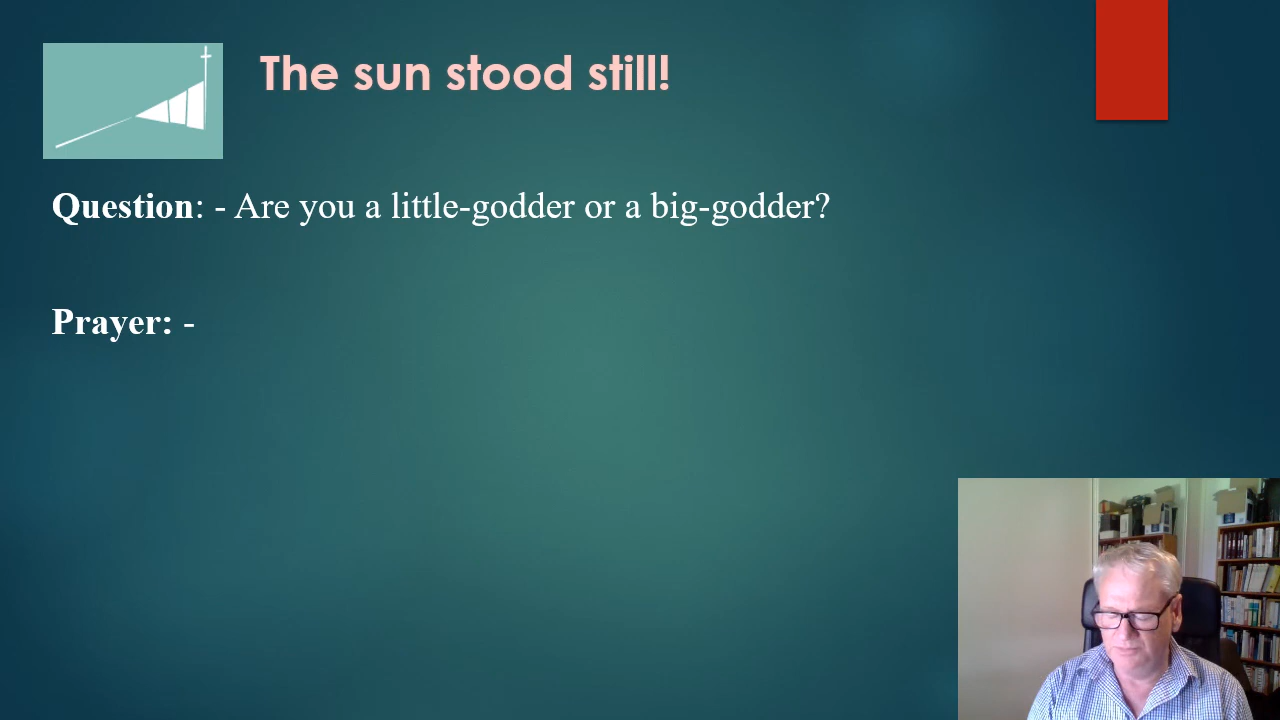 The sun stood still!
Question: - Are you a little-godder or a big-godder?
Prayer: -